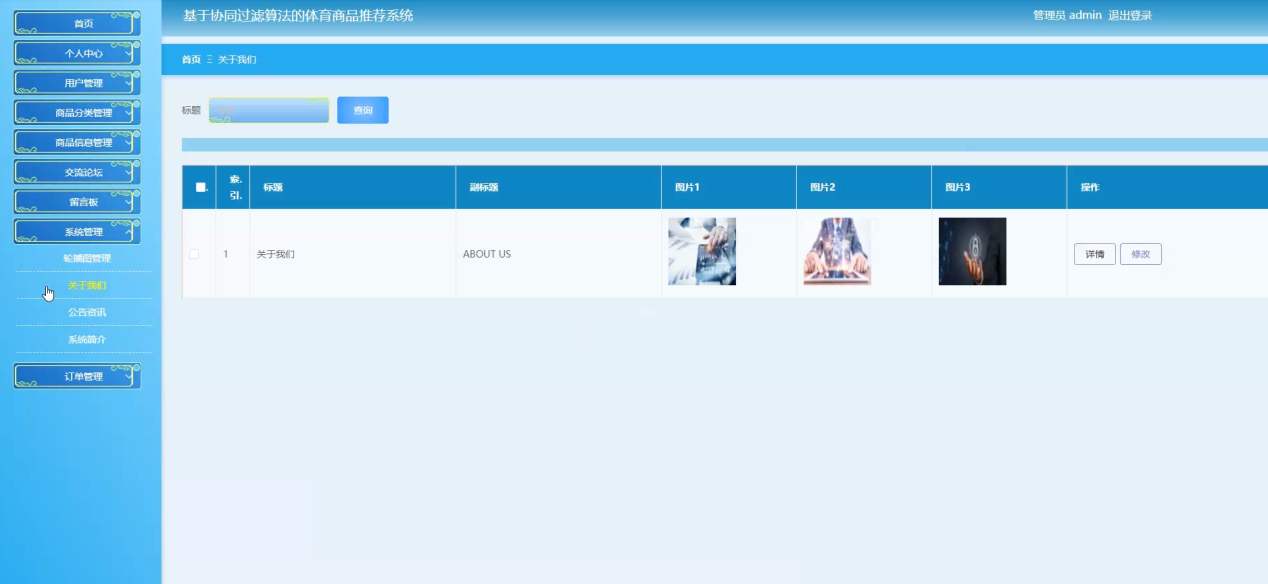 基于协同过滤算法的体育商品推荐系统
管理员 admin 退出登录
首页
个人中心
用户管理
商品分类管理
商品信息管理
交流论坛
留言板
系统管理
轮播图管理
关于我们
公告资讯
系统简介
订单管理
首页 Ξ 关于我们
标题
查询
索引. 标题 副标题 图片1 图片2 图片3 操作
1 关于我们 ABOUT US 详情 修改